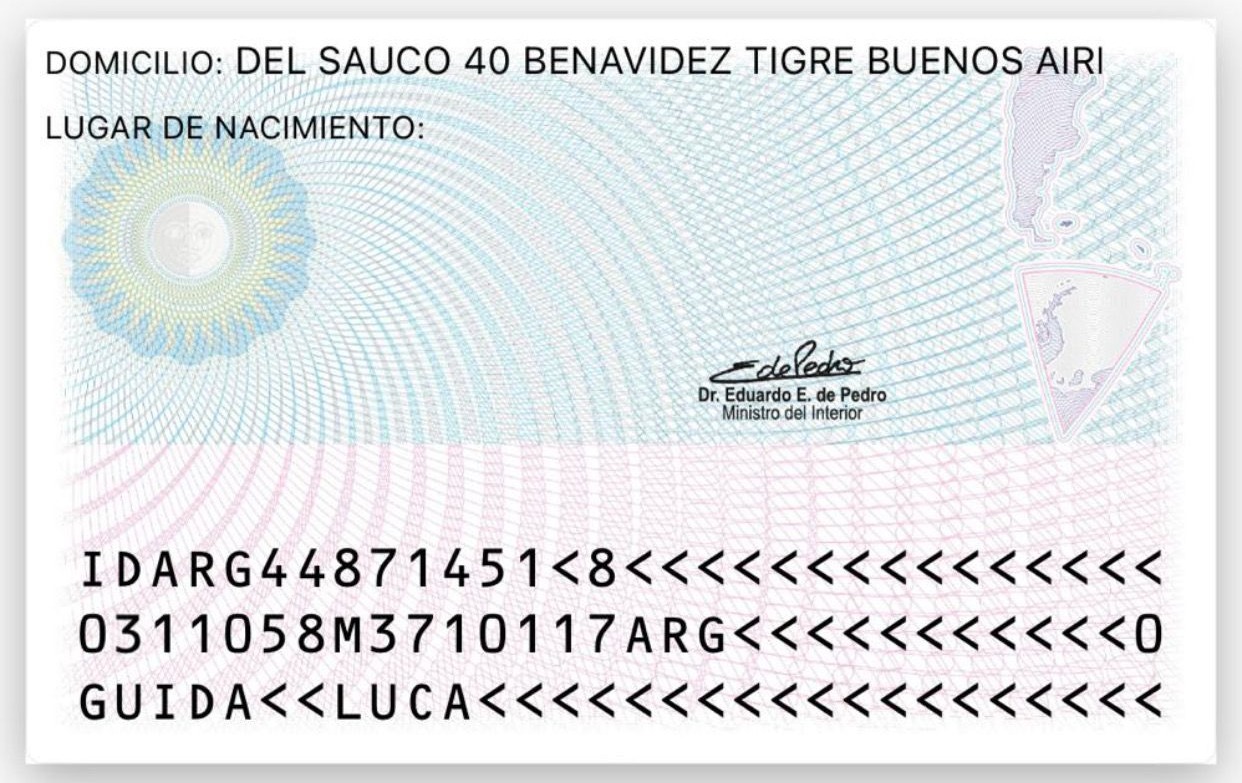 DOMICILIO: DEL SAUCO 40 BENAVIDEZ TIGRE BUENOS AIRI
LUGAR DE NACIMIENTO:
EdePedro
Dr. Eduardo E. de Pedro
Ministro del Interior
IDARG44871451<8<<<<<<<<<<<<<<<
0311058M3710117ARG<<<<<<<<<<<0
GUIDA<<LUCA<<<<<<<<<<<<<<<<<<<